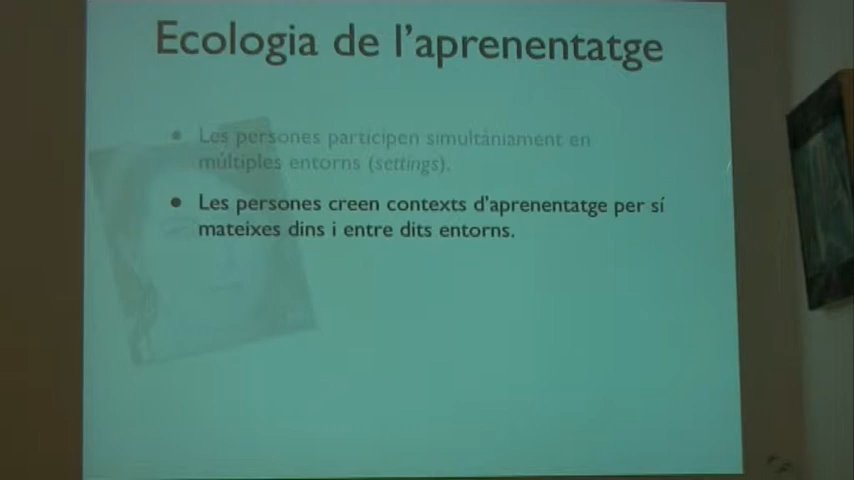 Ecologia de l'aprenentatge
• Les persones participen simultàniament en
múltiples entorns (settings).
• Les persones creen contexts d'aprenentatge per sí
mateixes dins i entre dits entorns.